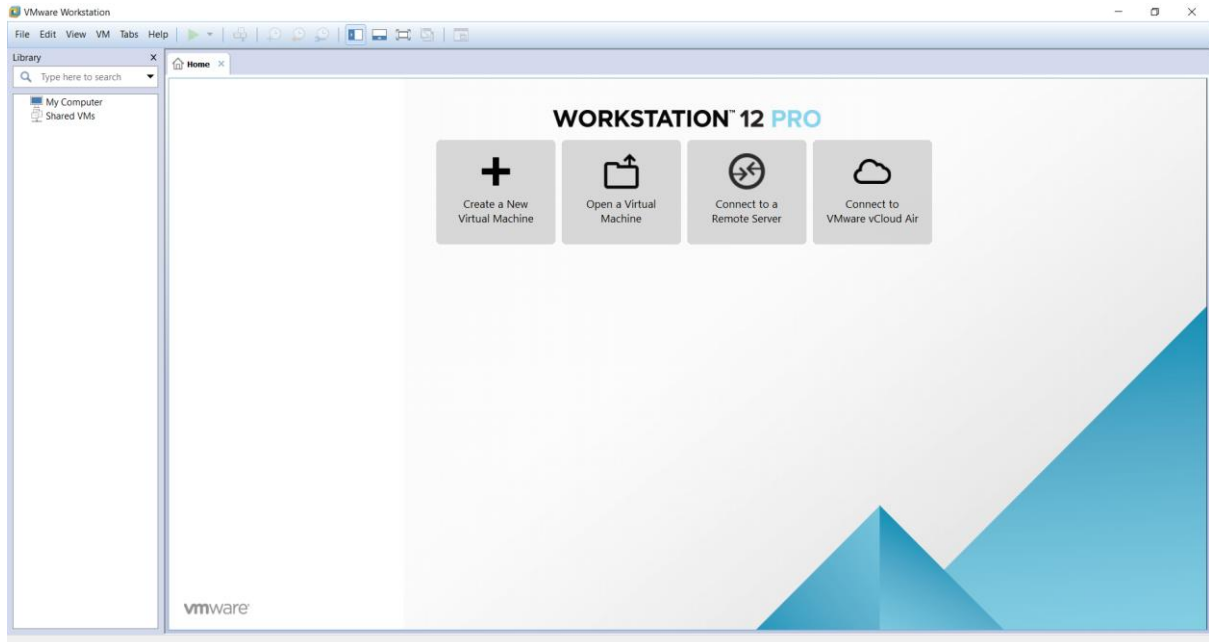 VMware Workstation
File Edit View VM Tabs Help
Library
Type here to search
My Computer
Shared VMs
Home
WORKSTATION™ 12 PRO
Create a New
Virtual Machine
Open a Virtual
Machine
Connect to a
Remote Server
Connect to
VMware vCloud Air
vmware